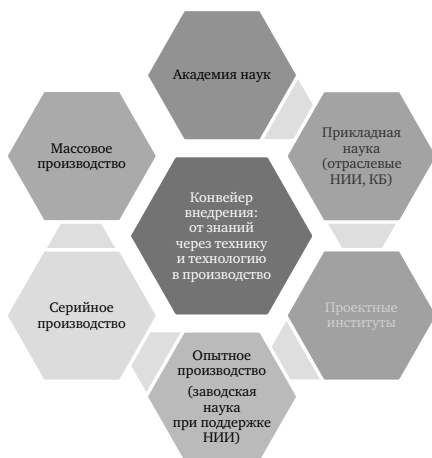 Академия наук
Прикладная
наука
(отраслевые
НИИ, КБ)
Проектные
институты
Опытное
производство
(заводская
наука
при поддержке
НИИ)
Серийное
производство
Массовое
производство
Конвейер
внедрения:
от знаний
через технику
и технологию
в производство